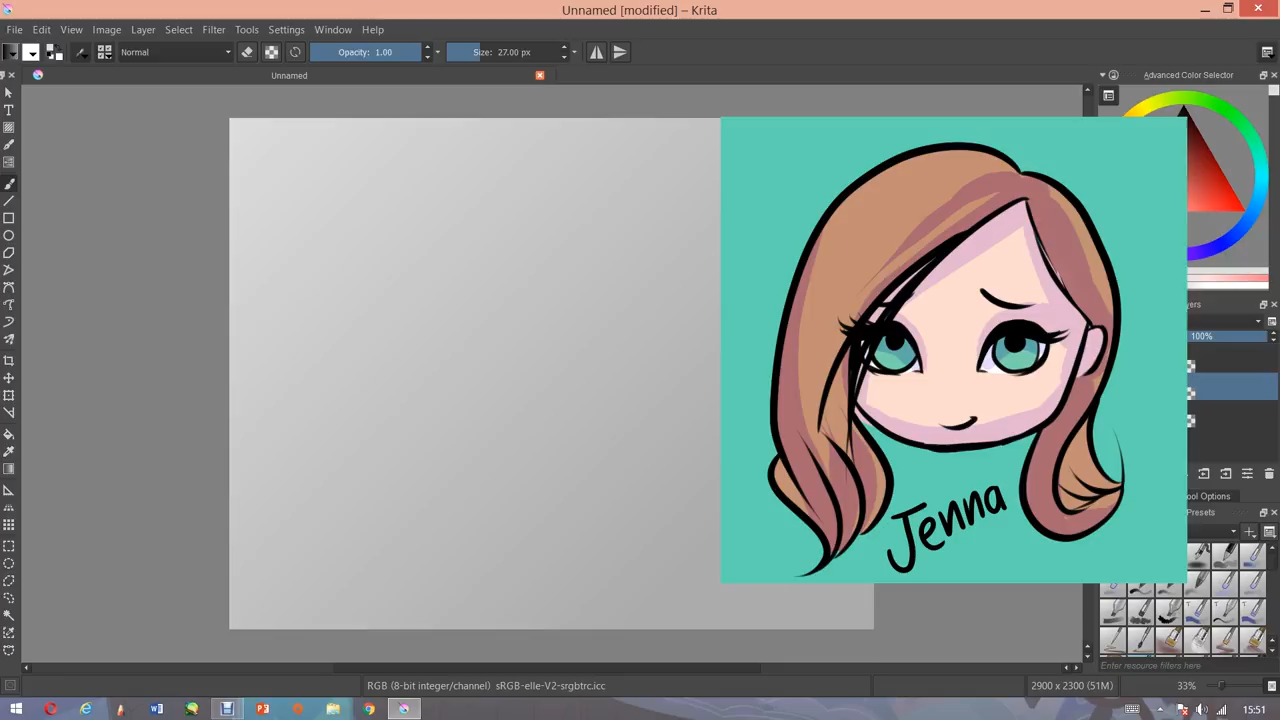 Unnamed [modified] – Krita
File Edit View Image Layer Select Filter Tools Settings Window Help
Normal Opacity: 1.00 Size: 27.00 px
Unnamed
Advanced Color Selector
100%
Jenna
ool Options
Presets
Enter resource filters here
RGB (8-bit integer/channel) sRGB-elle-V2-srgbtrc.icc 2900 x 2300 (51M) 33%
15:51